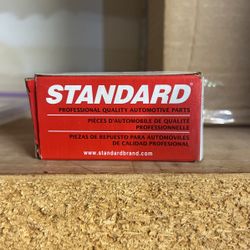 STANDARD®
PROFESSIONAL QUALITY AUTOMOTIVE PARTS
PIÈCES D'AUTOMOBILE DE QUALITÉ
PROFESSIONNELLE
PIEZAS DE REPUESTO PARA AUTOMÓVILES
DE CALIDAD PROFESIONAL
www.standardbrand.com